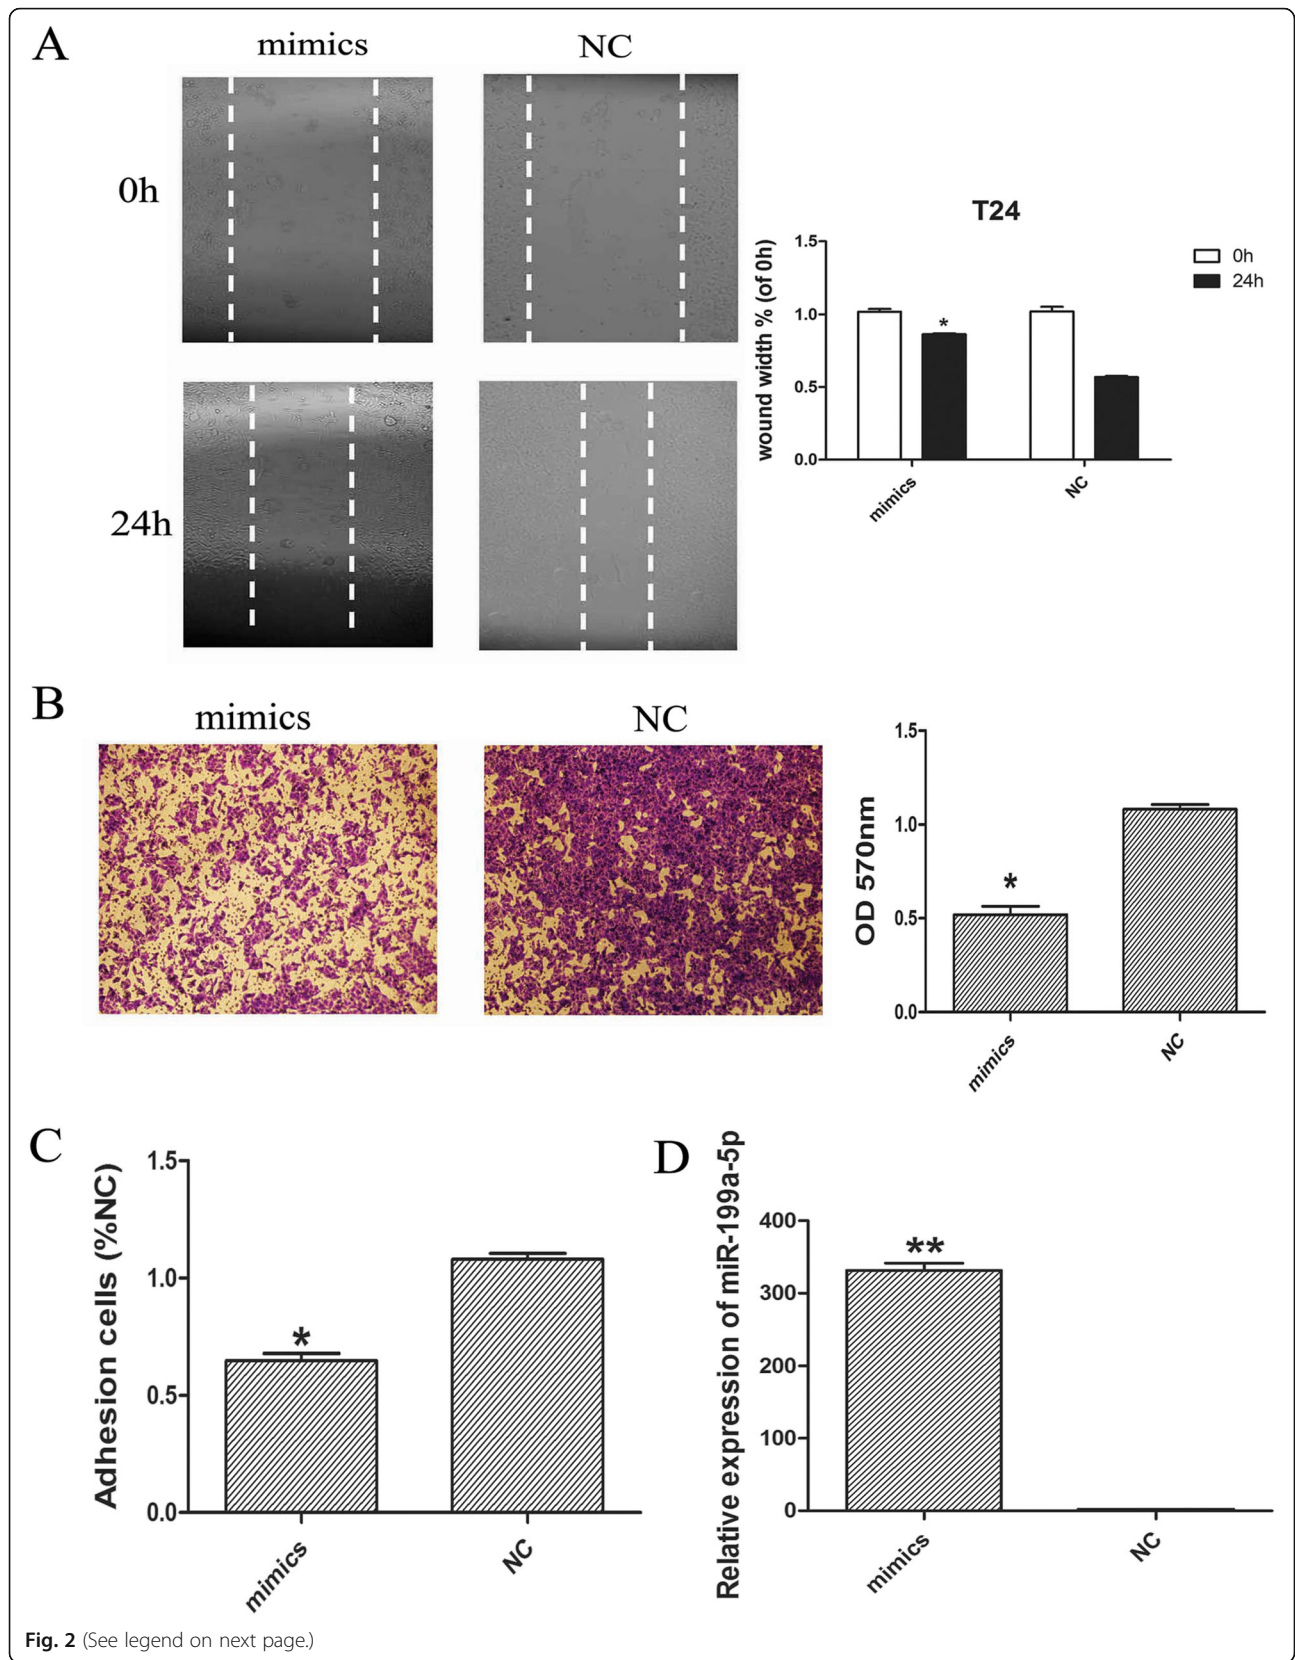 A
mimics
NC
0h
24h
T24
wound width % (of 0h)
1.5
1.0
0.5
0.0
mimics
NC
0h
24h
*
B
mimics
NC
OD 570nm
1.5
1.0
0.5
0.0
*
mimics
NC
C
Adhesion cells (%NC)
1.5
1.0
0.5
0.0
*
mimics
NC
D
Relative expression of miR-199a-5p
400
300
200
100
0
**
mimics
NC
Fig. 2 (See legend on next page.)